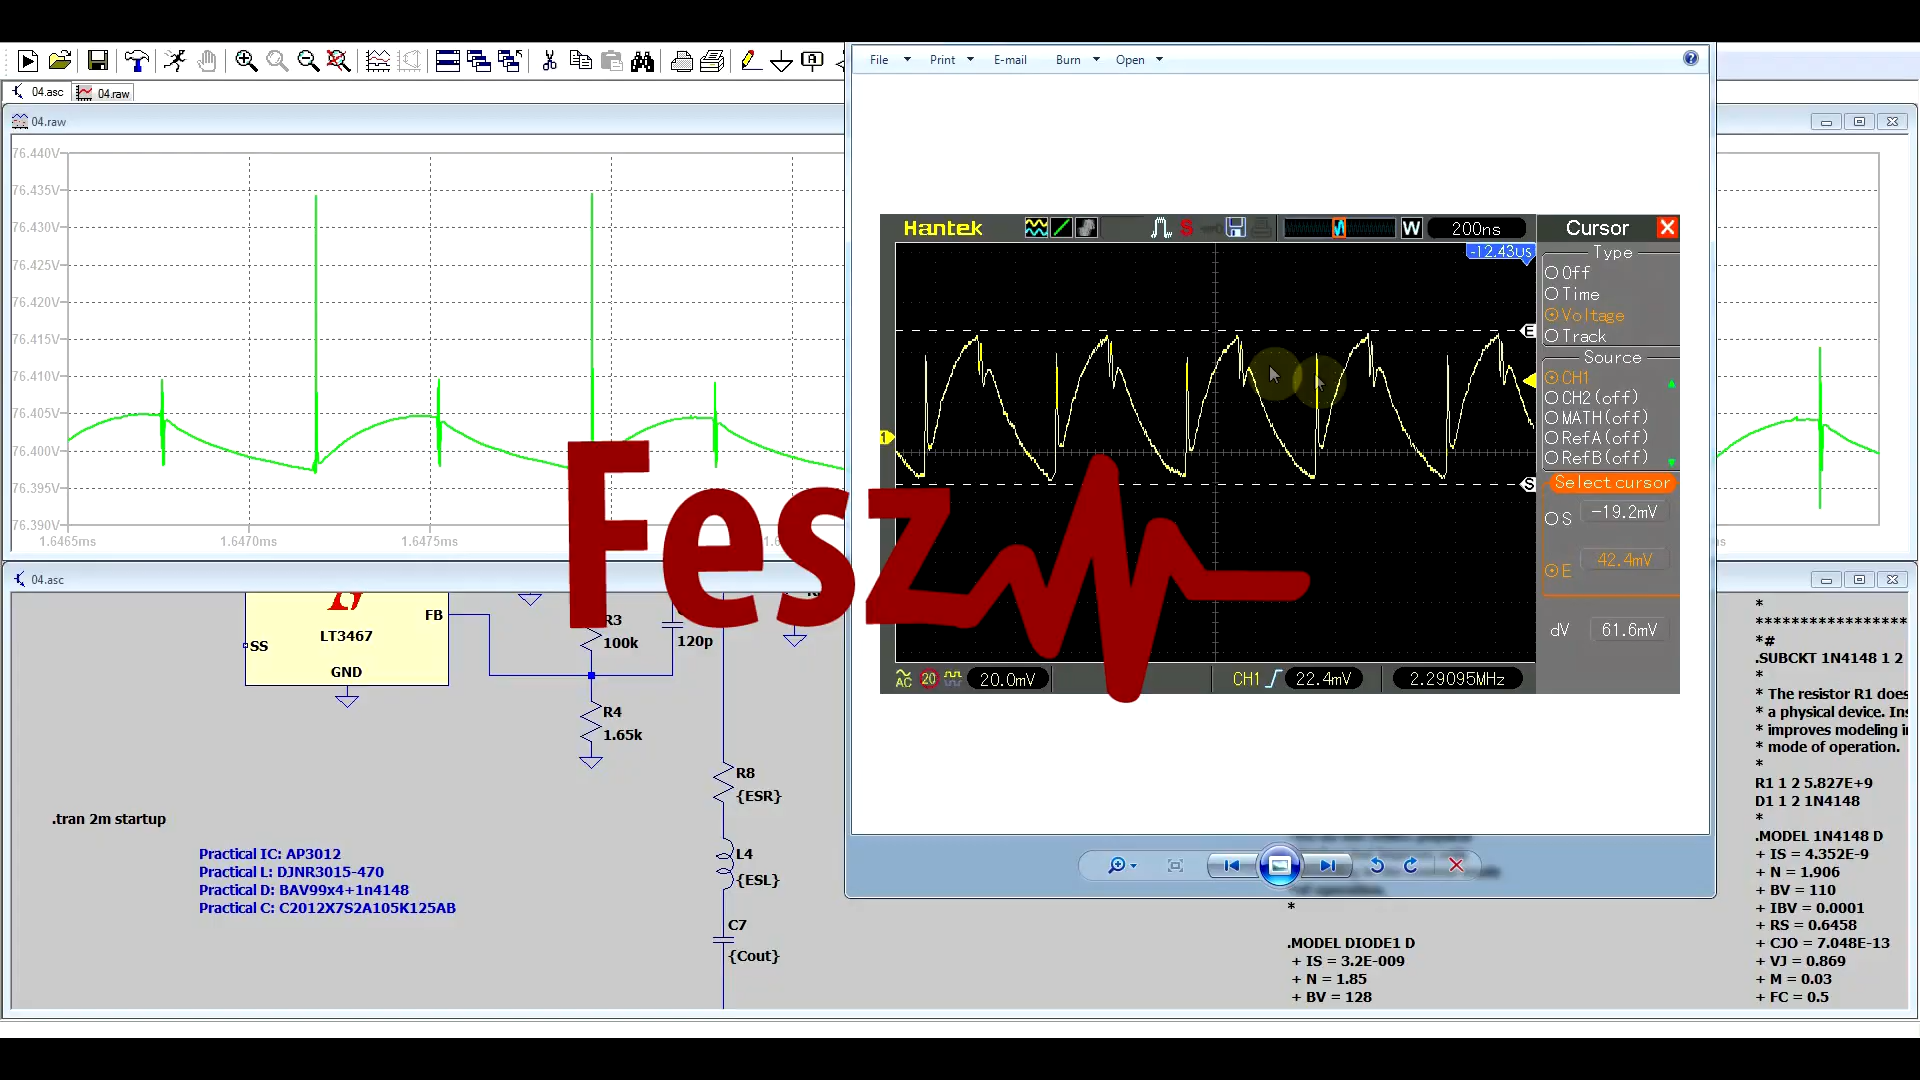 04.asc
04.raw
04.raw
76.440V
76.435V
76.430V
76.425V
76.420V
76.415V
76.410V
76.405V
76.400V
76.395V
76.390V
1.6465ms
1.6470ms
1.6475ms
File
Print
E-mail
Burn
Open
Hantek
S
W
200ns
-12.43us
Cursor
Type
Off
Time
Voltage
Track
Source
CH1
CH2(off)
MATH(off)
RefA(off)
RefB(off)
Select cursor
S
-19.2mV
E
42.4mV
dV
61.6mV
E
S
1
AC
20
20.0mV
CH1
22.4mV
2.29095MHz
Fesz
04.asc
FB
LT3467
SS
GND
R3
100k
120p
R4
1.65k
R8
{ESR}
L4
{ESL}
C7
{Cout}
.tran 2m startup
Practical IC: AP3012
Practical L: DJNR3015-470
Practical D: BAV99x4+1n4148
Practical C: C2012X7S2A105K125AB
*
.MODEL DIODE1 D
+ IS = 3.2E-009
+ N = 1.85
+ BV = 128
*
*****************
*#
.SUBCKT 1N4148 1 2
*
* The resistor R1 does
* a physical device. Ins
* improves modeling in
* mode of operation.
*
R1 1 2 5.827E+9
D1 1 2 1N4148
*
.MODEL 1N4148 D
+ IS = 4.352E-9
+ N = 1.906
+ BV = 110
+ IBV = 0.0001
+ RS = 0.6458
+ CJO = 7.048E-13
+ VJ = 0.869
+ M = 0.03
+ FC = 0.5